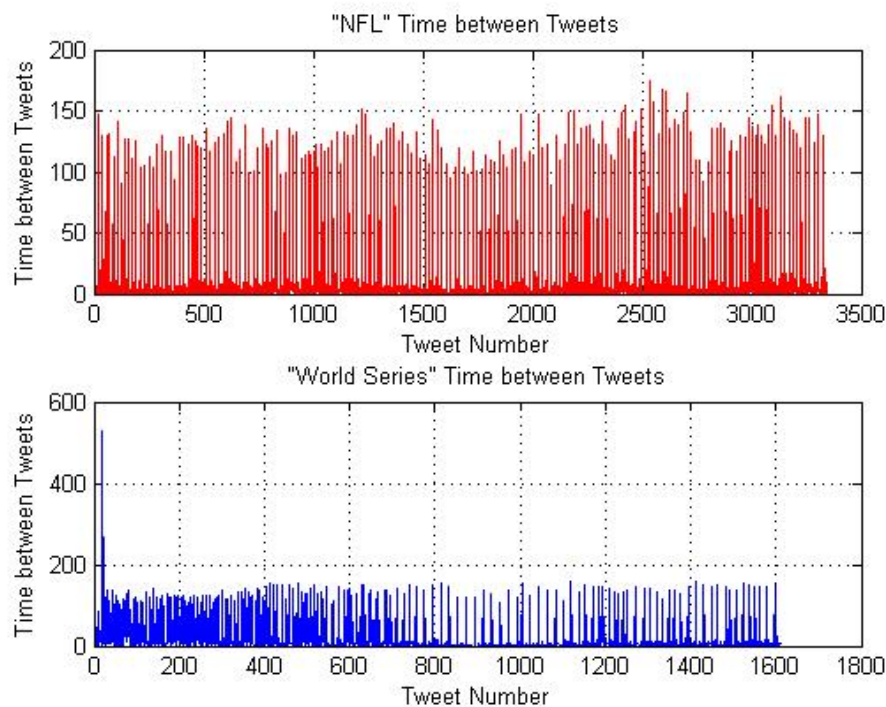 "NFL" Time between Tweets
200
150
100
50
0
Time between Tweets
0 500 1000 1500 2000 2500 3000 3500
Tweet Number
"World Series" Time between Tweets
600
400
200
0
Time between Tweets
0 200 400 600 800 1000 1200 1400 1600 1800
Tweet Number